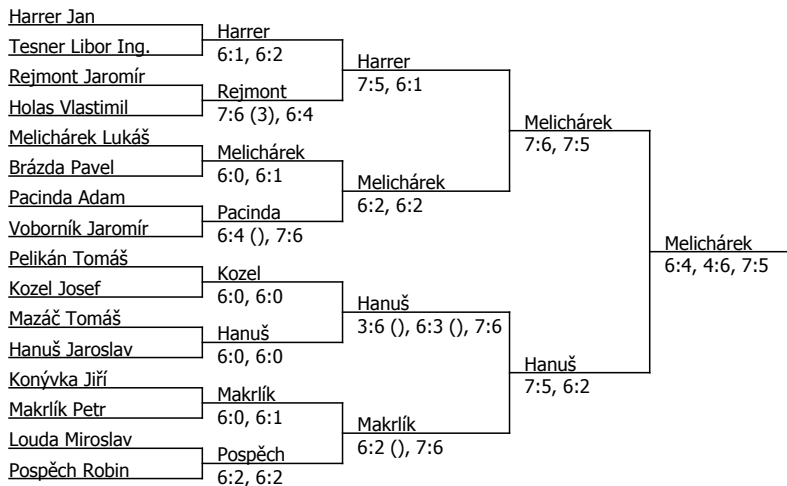 Harrer Jan
Tesner Libor Ing.
Rejmont Jaromír
Holas Vlastimil
Melichárek Lukáš
Brázda Pavel
Pacinda Adam
Voborník Jaromír
Pelikán Tomáš
Kozel Josef
Mazáč Tomáš
Hanuš Jaroslav
Konývka Jiří
Makrlík Petr
Louda Miroslav
Pospěch Robin
Harrer
6:1, 6:2
Rejmont
7:6 (3), 6:4
Melichárek
6:0, 6:1
Pacinda
6:4 (), 7:6
Kozel
6:0, 6:0
Hanuš
6:0, 6:0
Makrlík
6:0, 6:1
Pospěch
6:2, 6:2
Harrer
7:5, 6:1
Melichárek
6:2, 6:2
Hanuš
3:6 (), 6:3 (), 7:6
Makrlík
6:2 (), 7:6
Melichárek
7:6, 7:5
Hanuš
7:5, 6:2
Melichárek
6:4, 4:6, 7:5